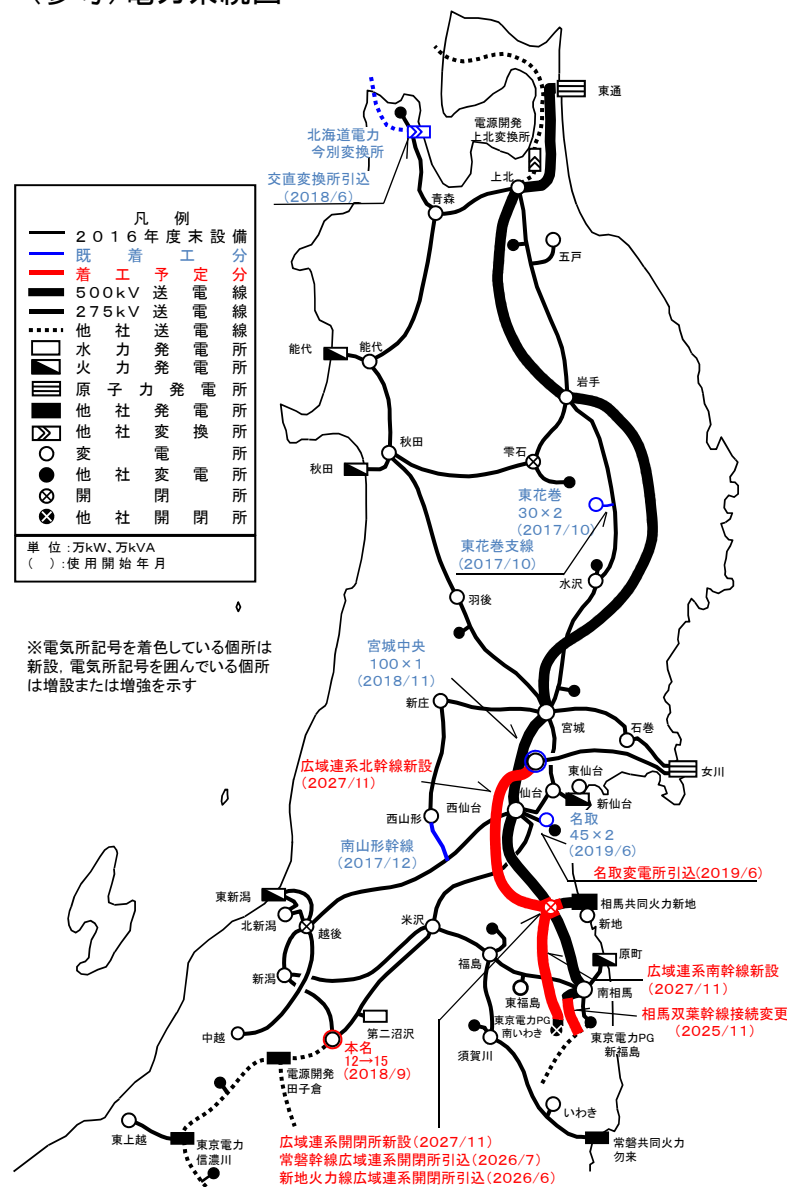 (参考)電力系統図
東通
電源開発
上北変換所
北海道電力
今別変換所
交直変換所引込
(2018/6)
上北
青森
五戸
凡 例
2016年度末設備
既着工分
着工予定分
500kV 送電線
275kV 送電線
他社送電線
水力発電所
火力発電所
原子力発電所
他社発電所
他社変換所
変電所
他社変電所
開閉所
他社開閉所
単 位 :万kW、万kVA
( ):使用開始年月
能代
能代
岩手
秋田
秋田
雫石
東花巻
30×2
(2017/10)
東花巻支線
(2017/10)
水沢
羽後
※電気所記号を着色している個所は
新設, 電気所記号を囲んでいる個所
は増設または増強を示す
宮城中央
100×1
(2018/11)
新庄
宮城
石巻
広域連系北幹線新設
(2027/11)
東仙台
女川
仙台
新仙台
西仙台
西山形
名取
45×2
(2019/6)
南山形幹線
(2017/12)
名取変電所引込(2019/6)
東新潟
相馬共同火力新地
北新潟
新地
越後
米沢
原町
福島
広域連系南幹線新設
(2027/11)
新潟
東福島
南相馬
相馬双葉幹線接続変更
(2025/11)
中越
第二沼沢
東京電力PG
南いわき
東京電力PG
新福島
本名
12→15
(2018/9)
須賀川
電源開発
田子倉
いわき
東上越
東京電力
信濃川
常磐共同火力
勿来
広域連系開閉所新設(2027/11)
常磐幹線広域連系開閉所引込(2026/7)
新地火力線広域連系開閉所引込(2026/6)